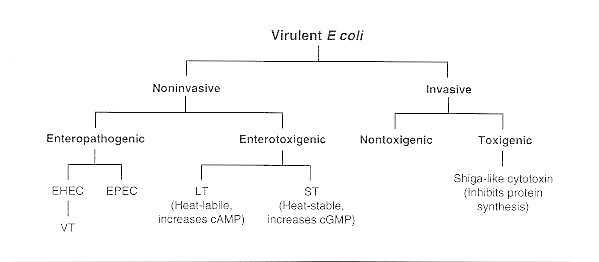 Virulent E coli
Noninvasive
Invasive
Enteropathogenic
Enterotoxigenic
Nontoxigenic
Toxigenic
EHEC
EPEC
VT
LT
(Heat-labile,
increases cAMP)
ST
(Heat-stable,
increases cGMP)
Shiga-like cytotoxin
(Inhibits protein
synthesis)